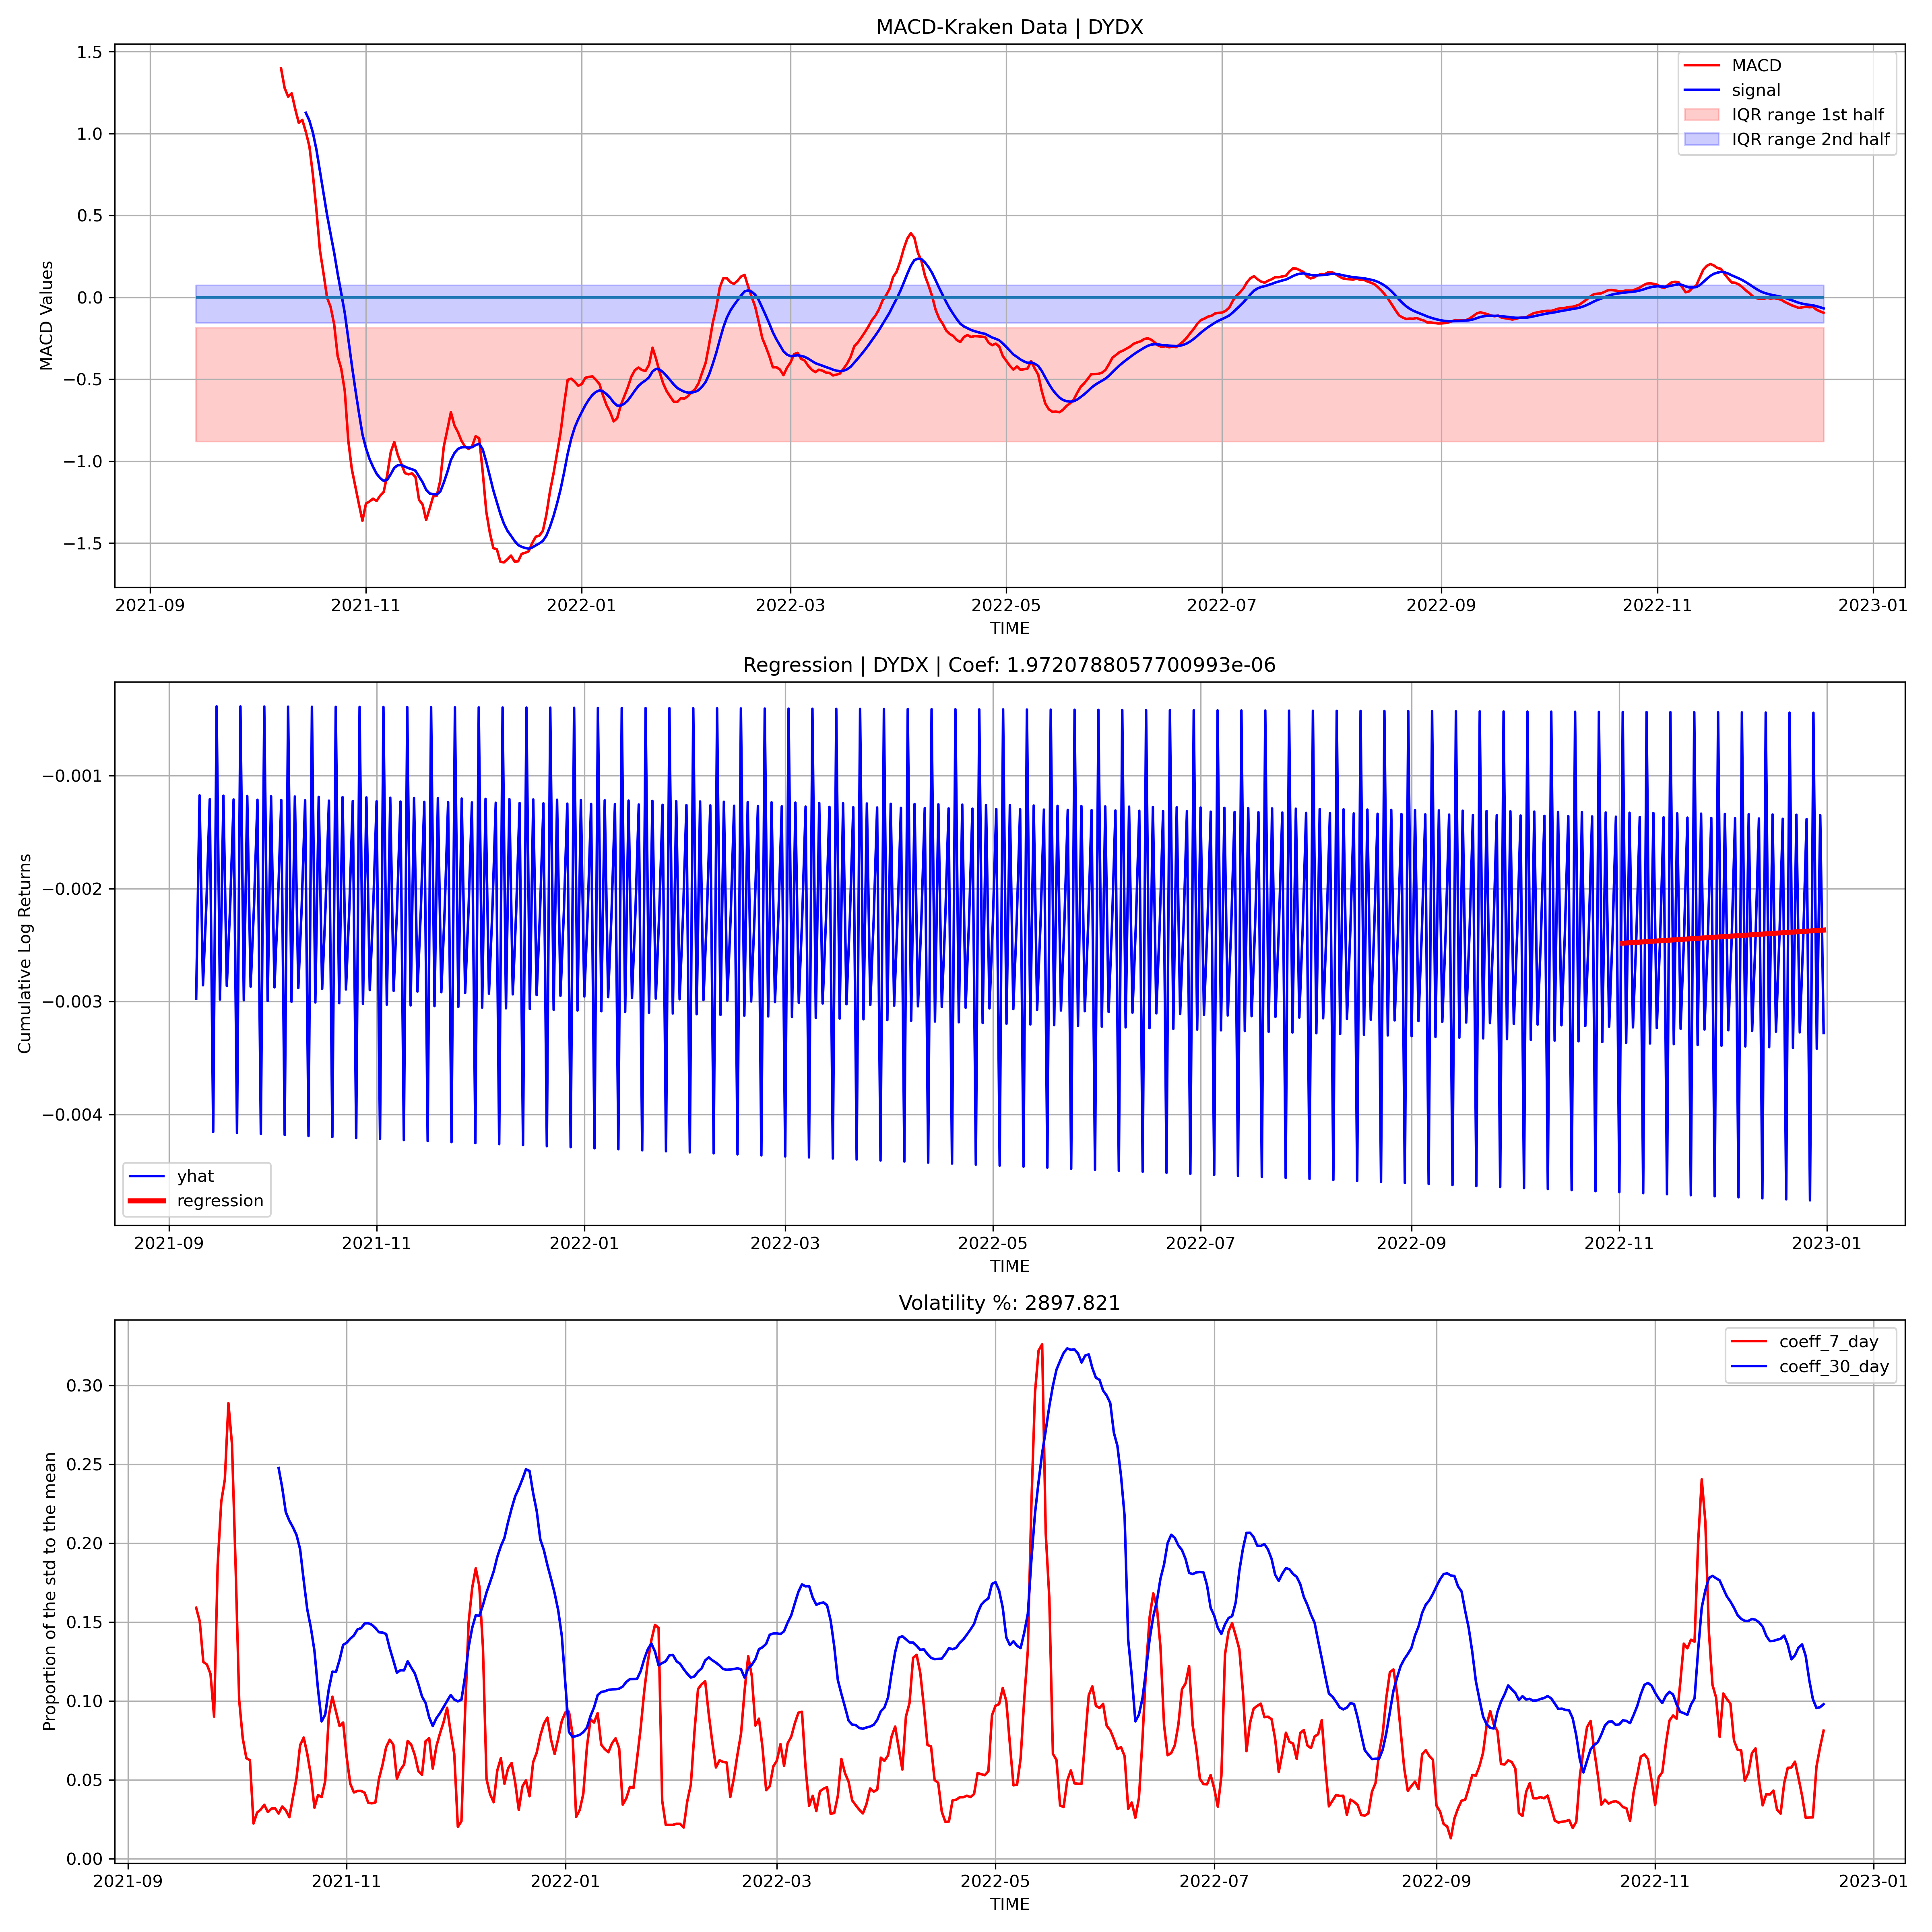 MACD-Kraken Data | DYDX
MACD Values
1.5
1.0
0.5
0.0
−0.5
−1.0
−1.5
MACD
signal
IQR range 1st half
IQR range 2nd half
2021-09 2021-11 2022-01 2022-03 2022-05 2022-07 2022-09 2022-11 2023-01
TIME
Regression | DYDX | Coef: 1.9720788057700993e-06
Cumulative Log Returns
−0.001
−0.002
−0.003
−0.004
yhat
regression
2021-09 2021-11 2022-01 2022-03 2022-05 2022-07 2022-09 2022-11 2023-01
TIME
Volatility %: 2897.821
Proportion of the std to the mean
0.30
0.25
0.20
0.15
0.10
0.05
0.00
coeff_7_day
coeff_30_day
2021-09 2021-11 2022-01 2022-03 2022-05 2022-07 2022-09 2022-11 2023-01
TIME